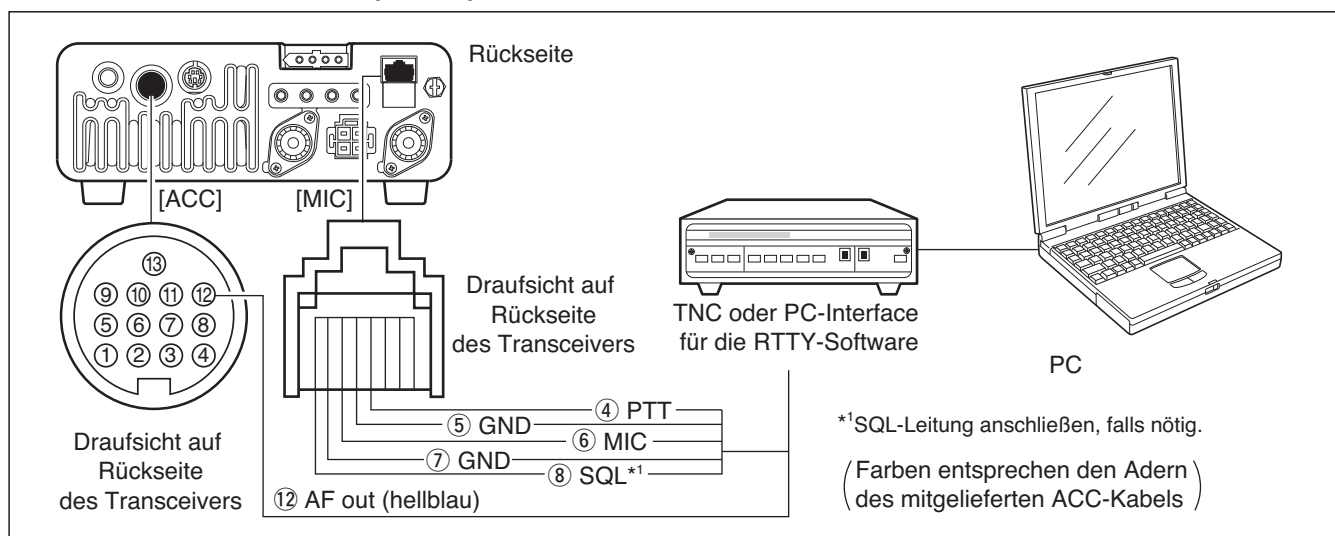 Rückseite
[ACC]
[MIC]
⑬
⑨ ⑩ ⑪ ⑫
⑤ ⑥ ⑦ ⑧
① ② ③ ④
Draufsicht auf
Rückseite
des Transceivers
Draufsicht auf
Rückseite
des Transceivers
④ PTT
⑤ GND
⑥ MIC
⑦ GND
⑧ SQL*1
⑫ AF out (hellblau)
TNC oder PC-Interface
für die RTTY-Software
PC
*1SQL-Leitung anschließen, falls nötig.
(Farben entsprechen den Adern
des mitgelieferten ACC-Kabels)